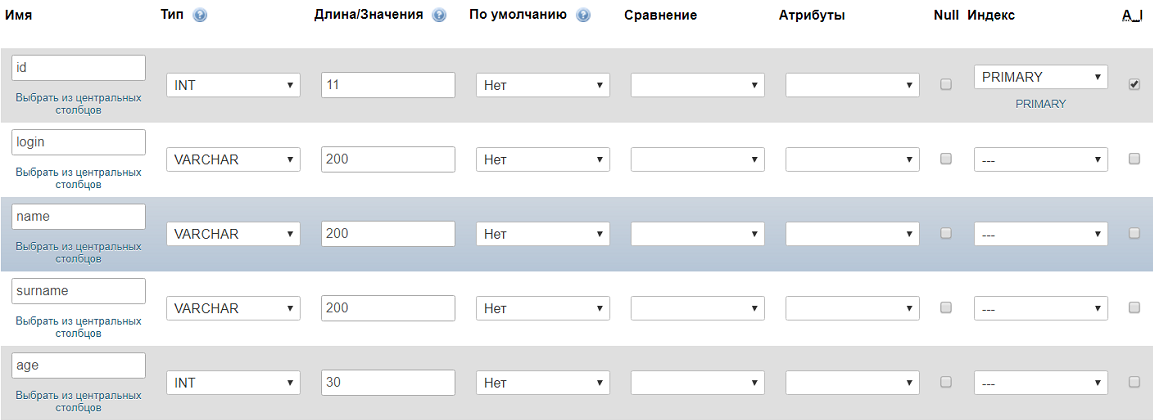 Имя Тип Длина/Значения По умолчанию Сравнение Атрибуты Null Индекс A_I
id INT 11 Нет PRIMARY
Выбрать из центральных PRIMARY
столбцов
login VARCHAR 200 Нет ---
Выбрать из центральных
столбцов
name VARCHAR 200 Нет ---
Выбрать из центральных
столбцов
surname VARCHAR 200 Нет ---
Выбрать из центральных
столбцов
age INT 30 Нет ---
Выбрать из центральных
столбцов